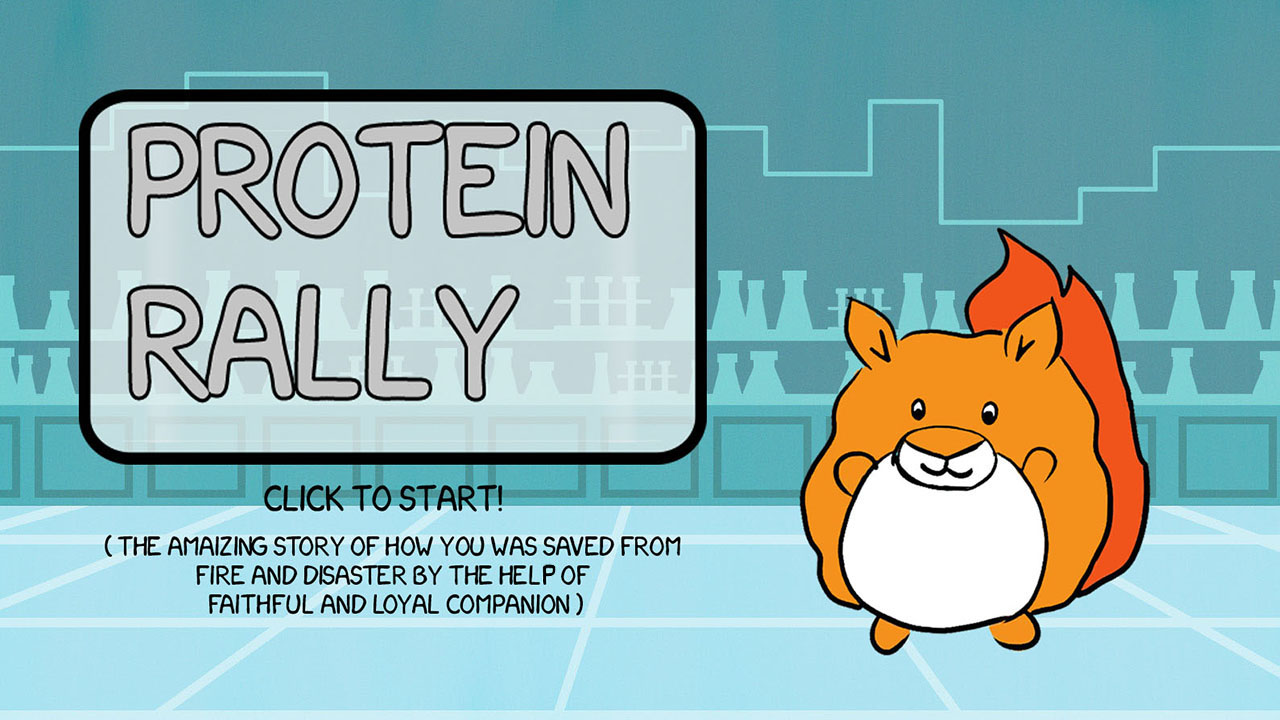 PROTEIN
RALLY
CLICK TO START!
( THE AMAIZING STORY OF HOW YOU WAS SAVED FROM
FIRE AND DISASTER BY THE HELP OF
FAITHFUL AND LOYAL COMPANION )